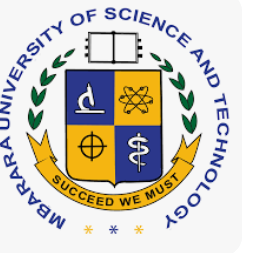 MBARARA UNIVERSITY OF SCIENCE AND TECHNOLOGY
SUCCEED WE MUST